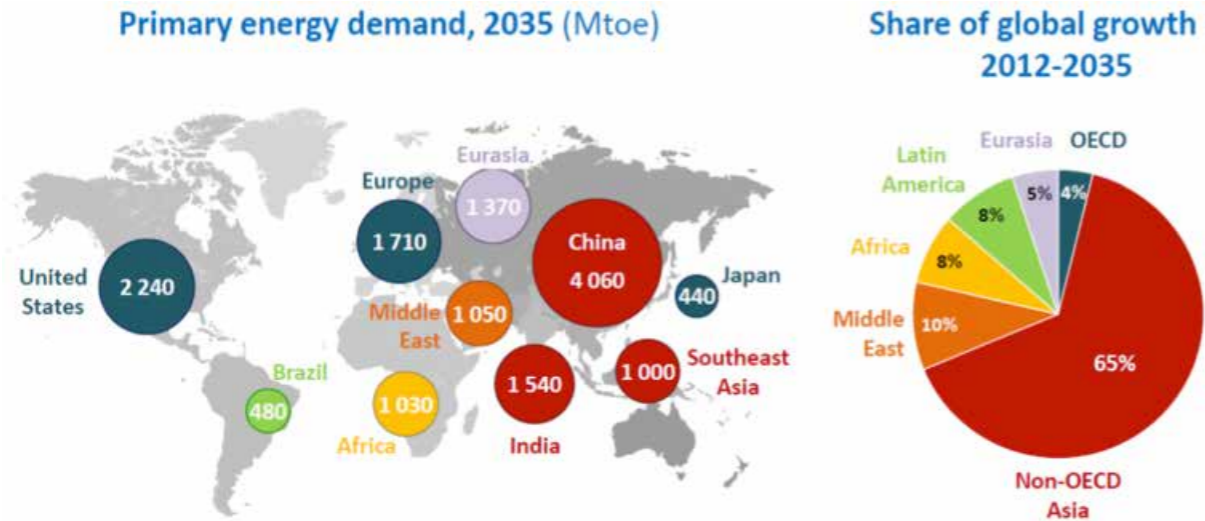 Primary energy demand, 2035 (Mtoe)
Share of global growth
2012-2035
Eurasia
1 370
Europe
1 710
China
4 060
United
States
2 240
Japan
440
Middle
East
1 050
Brazil
480
Africa
1 030
India
1 540
Southeast
Asia
1 000
Eurasia
5%
OECD
4%
Latin
America
8%
Africa
8%
Middle
East
10%
65%
Non-OECD
Asia